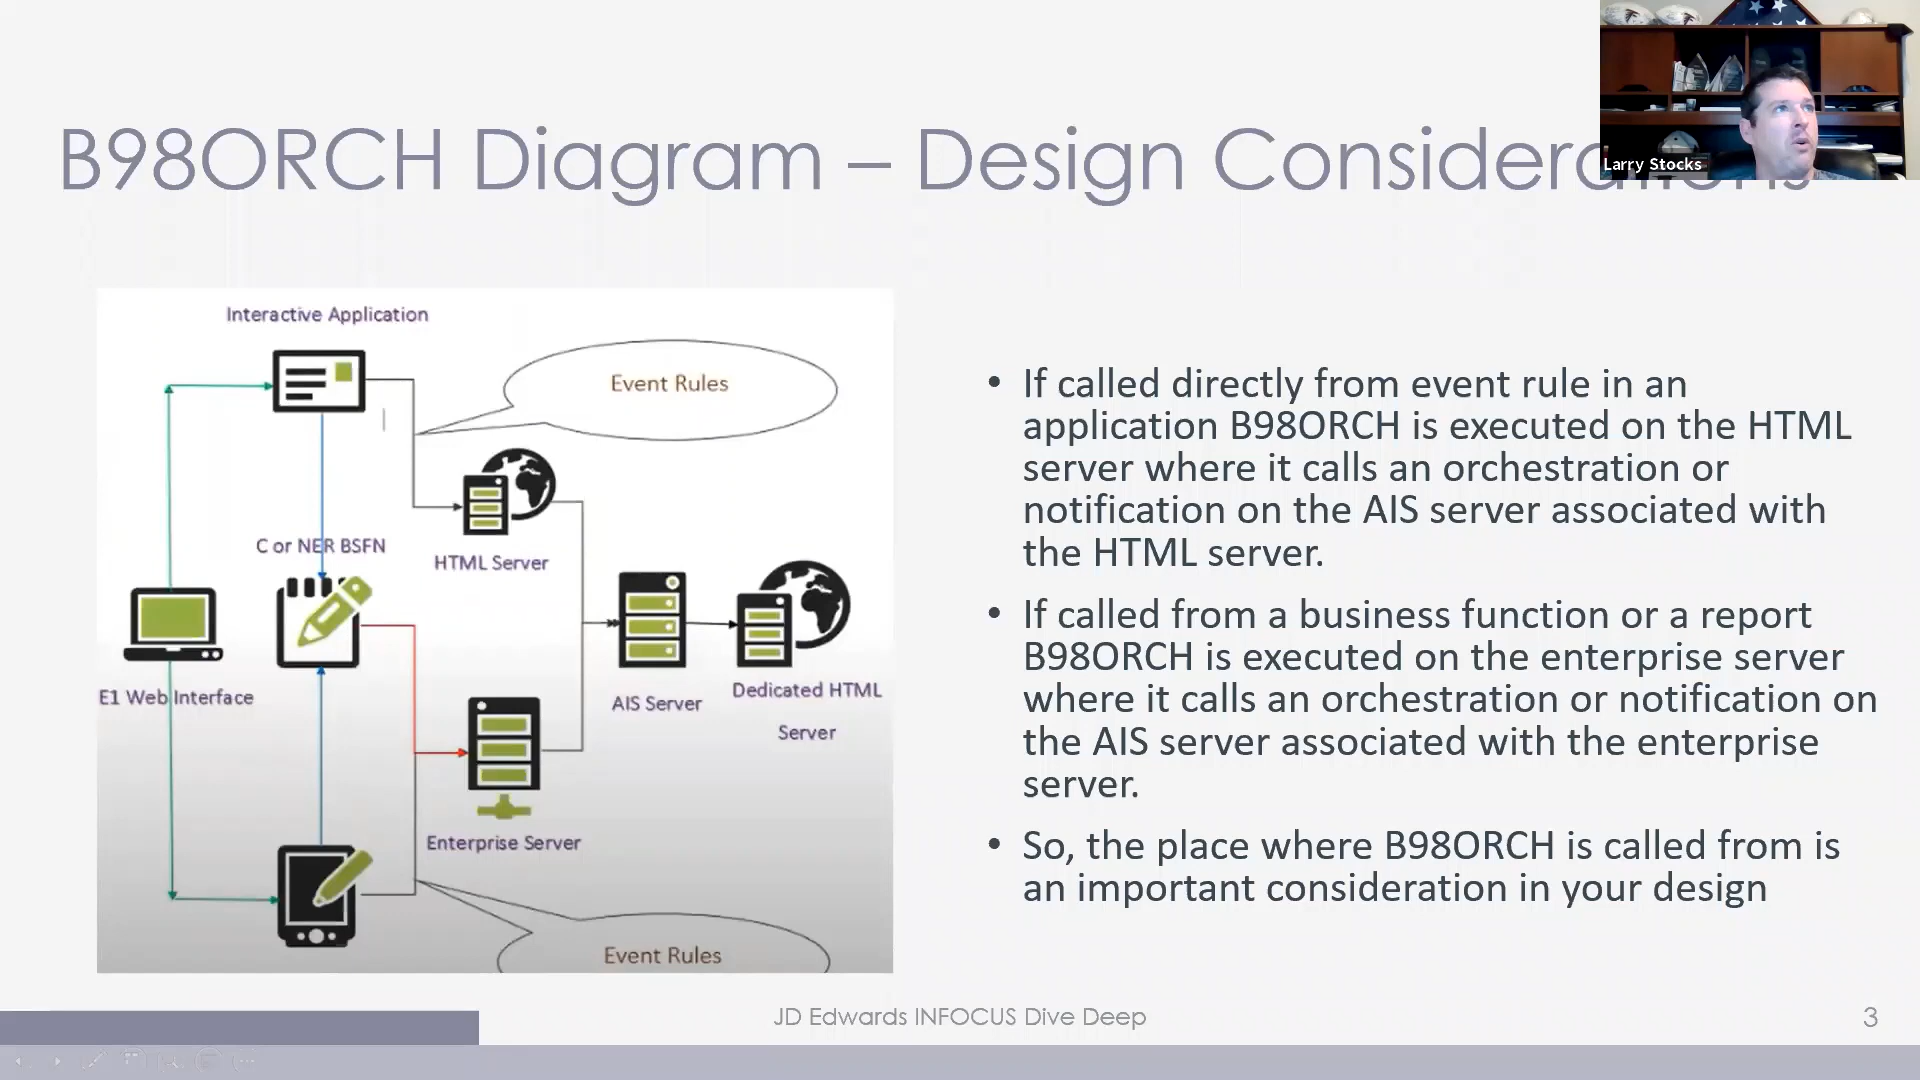 Larry Stocks
B98ORCH Diagram – Design Considerations
Interactive Application
Event Rules
C or NER BSFN
HTML Server
E1 Web Interface
AIS Server
Dedicated HTML
Server
Enterprise Server
Event Rules
• If called directly from event rule in an
application B98ORCH is executed on the HTML
server where it calls an orchestration or
notification on the AIS server associated with
the HTML server.
• If called from a business function or a report
B98ORCH is executed on the enterprise server
where it calls an orchestration or notification on
the AIS server associated with the enterprise
server.
• So, the place where B98ORCH is called from is
an important consideration in your design
JD Edwards INFOCUS Dive Deep
3